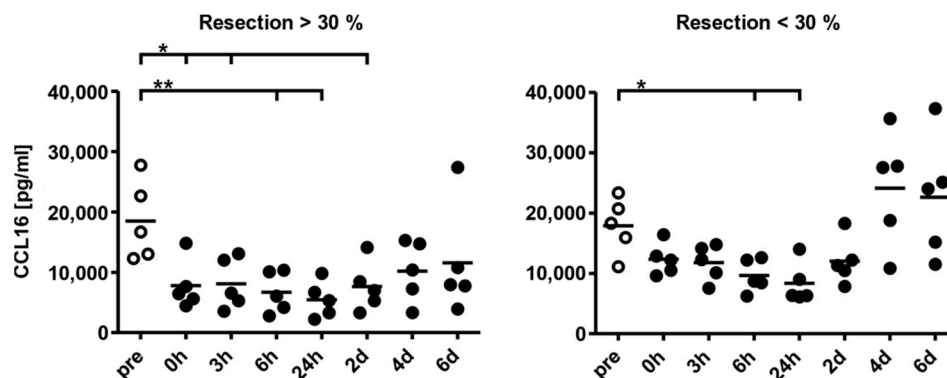 Resection > 30 %
*
**
40,000
30,000
20,000
10,000
0
CCL16 [pg/ml]
pre 0h 3h 6h 24h 2d 4d 6d
Resection < 30 %
*
40,000
30,000
20,000
10,000
0
pre 0h 3h 6h 24h 2d 4d 6d